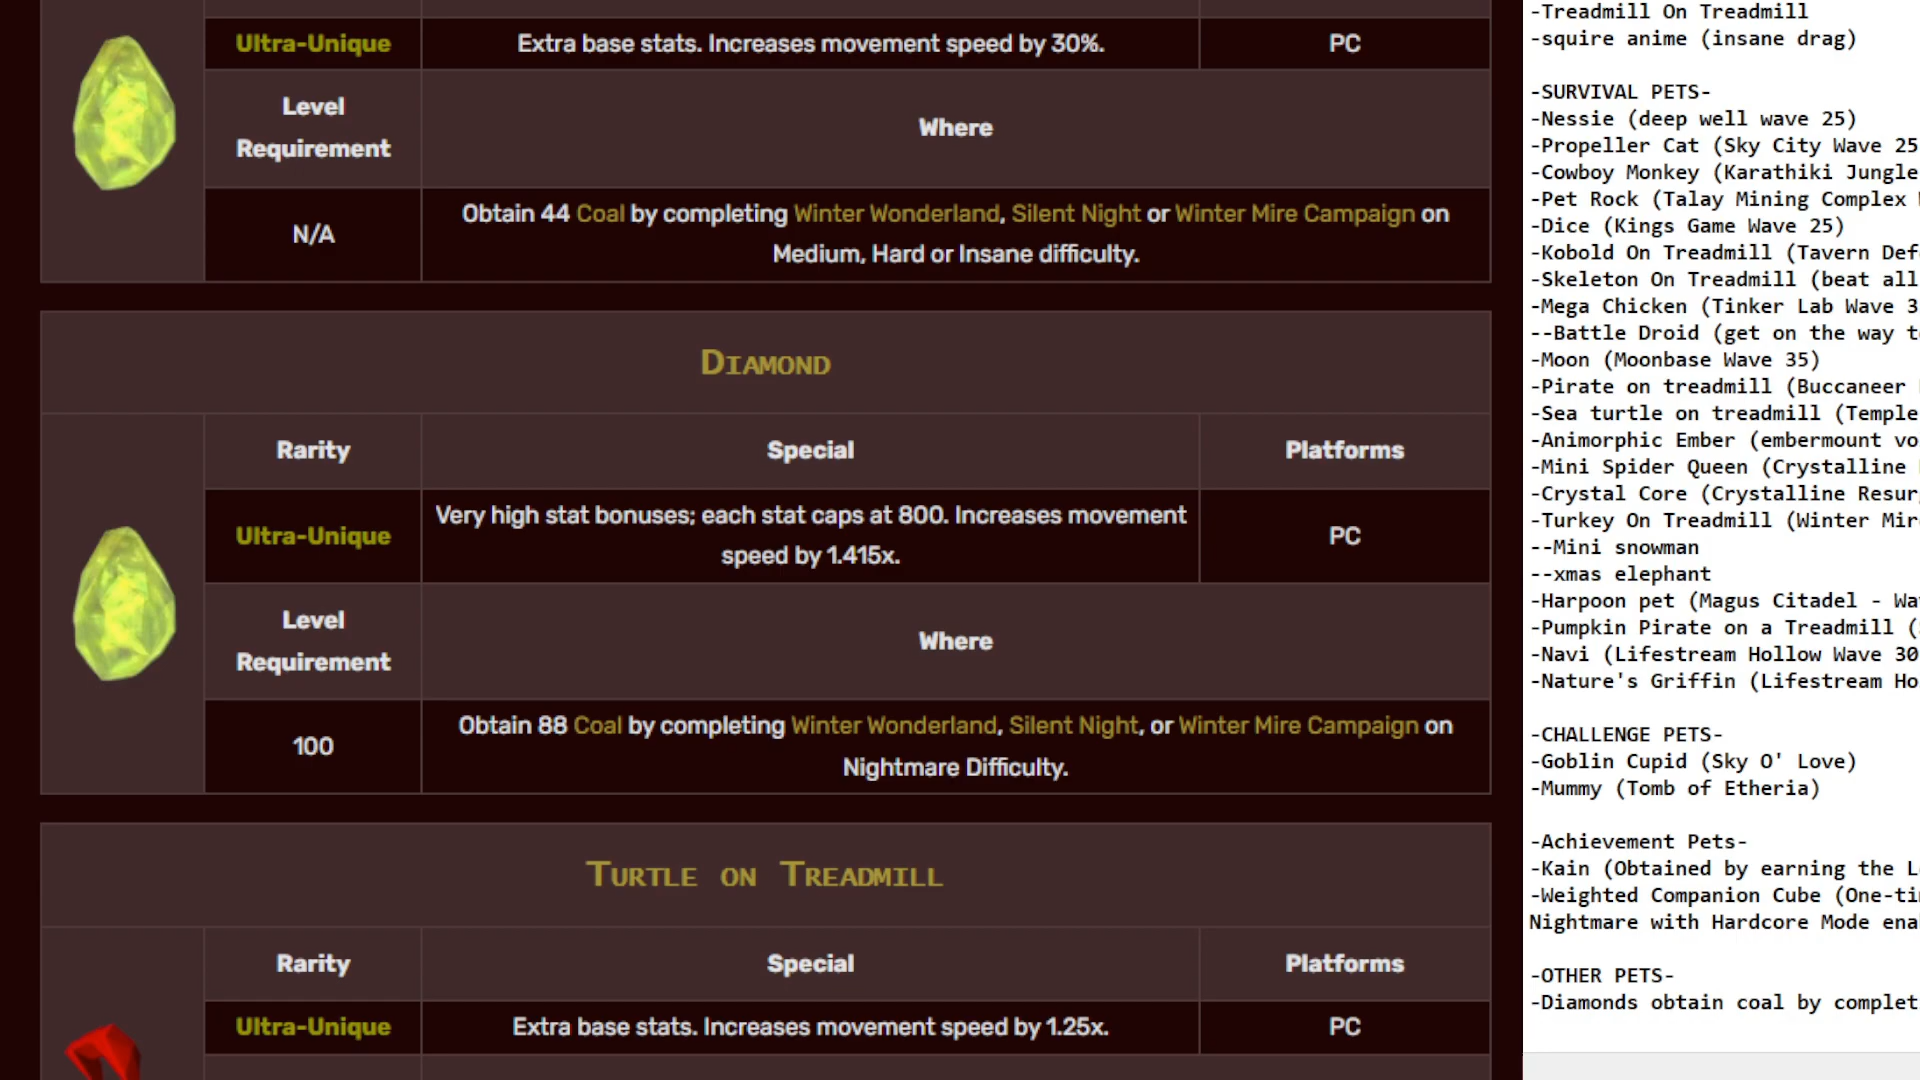 Ultra-Unique
Extra base stats. Increases movement speed by 30%.
PC
Level
Requirement
Where
N/A
Obtain 44 Coal by completing Winter Wonderland, Silent Night or Winter Mire Campaign on
Medium, Hard or Insane difficulty.
Diamond
Rarity
Special
Platforms
Ultra-Unique
Very high stat bonuses; each stat caps at 800. Increases movement
speed by 1.415x.
PC
Level
Requirement
Where
100
Obtain 88 Coal by completing Winter Wonderland, Silent Night, or Winter Mire Campaign on
Nightmare Difficulty.
Turtle on Treadmill
Rarity
Special
Platforms
Ultra-Unique
Extra base stats. Increases movement speed by 1.25x.
PC
-Treadmill On Treadmill
-squire anime (insane drag)
-SURVIVAL PETS-
-Nessie (deep well wave 25)
-Propeller Cat (Sky City Wave 25
-Cowboy Monkey (Karathiki Jungle
-Pet Rock (Talay Mining Complex
-Dice (Kings Game Wave 25)
-Kobold On Treadmill (Tavern Def
-Skeleton On Treadmill (beat all
-Mega Chicken (Tinker Lab Wave 3
--Battle Droid (get on the way t
-Moon (Moonbase Wave 35)
-Pirate on treadmill (Buccaneer
-Sea turtle on treadmill (Temple
-Animorphic Ember (embermount vo
-Mini Spider Queen (Crystalline
-Crystal Core (Crystalline Resur
-Turkey On Treadmill (Winter Mir
--Mini snowman
--xmas elephant
-Harpoon pet (Magus Citadel - Wa
-Pumpkin Pirate on a Treadmill (
-Navi (Lifestream Hollow Wave 30
-Nature's Griffin (Lifestream Ho
-CHALLENGE PETS-
-Goblin Cupid (Sky O' Love)
-Mummy (Tomb of Etheria)
-Achievement Pets-
-Kain (Obtained by earning the L
-Weighted Companion Cube (One-ti
Nightmare with Hardcore Mode ena
-OTHER PETS-
-Diamonds obtain coal by complet